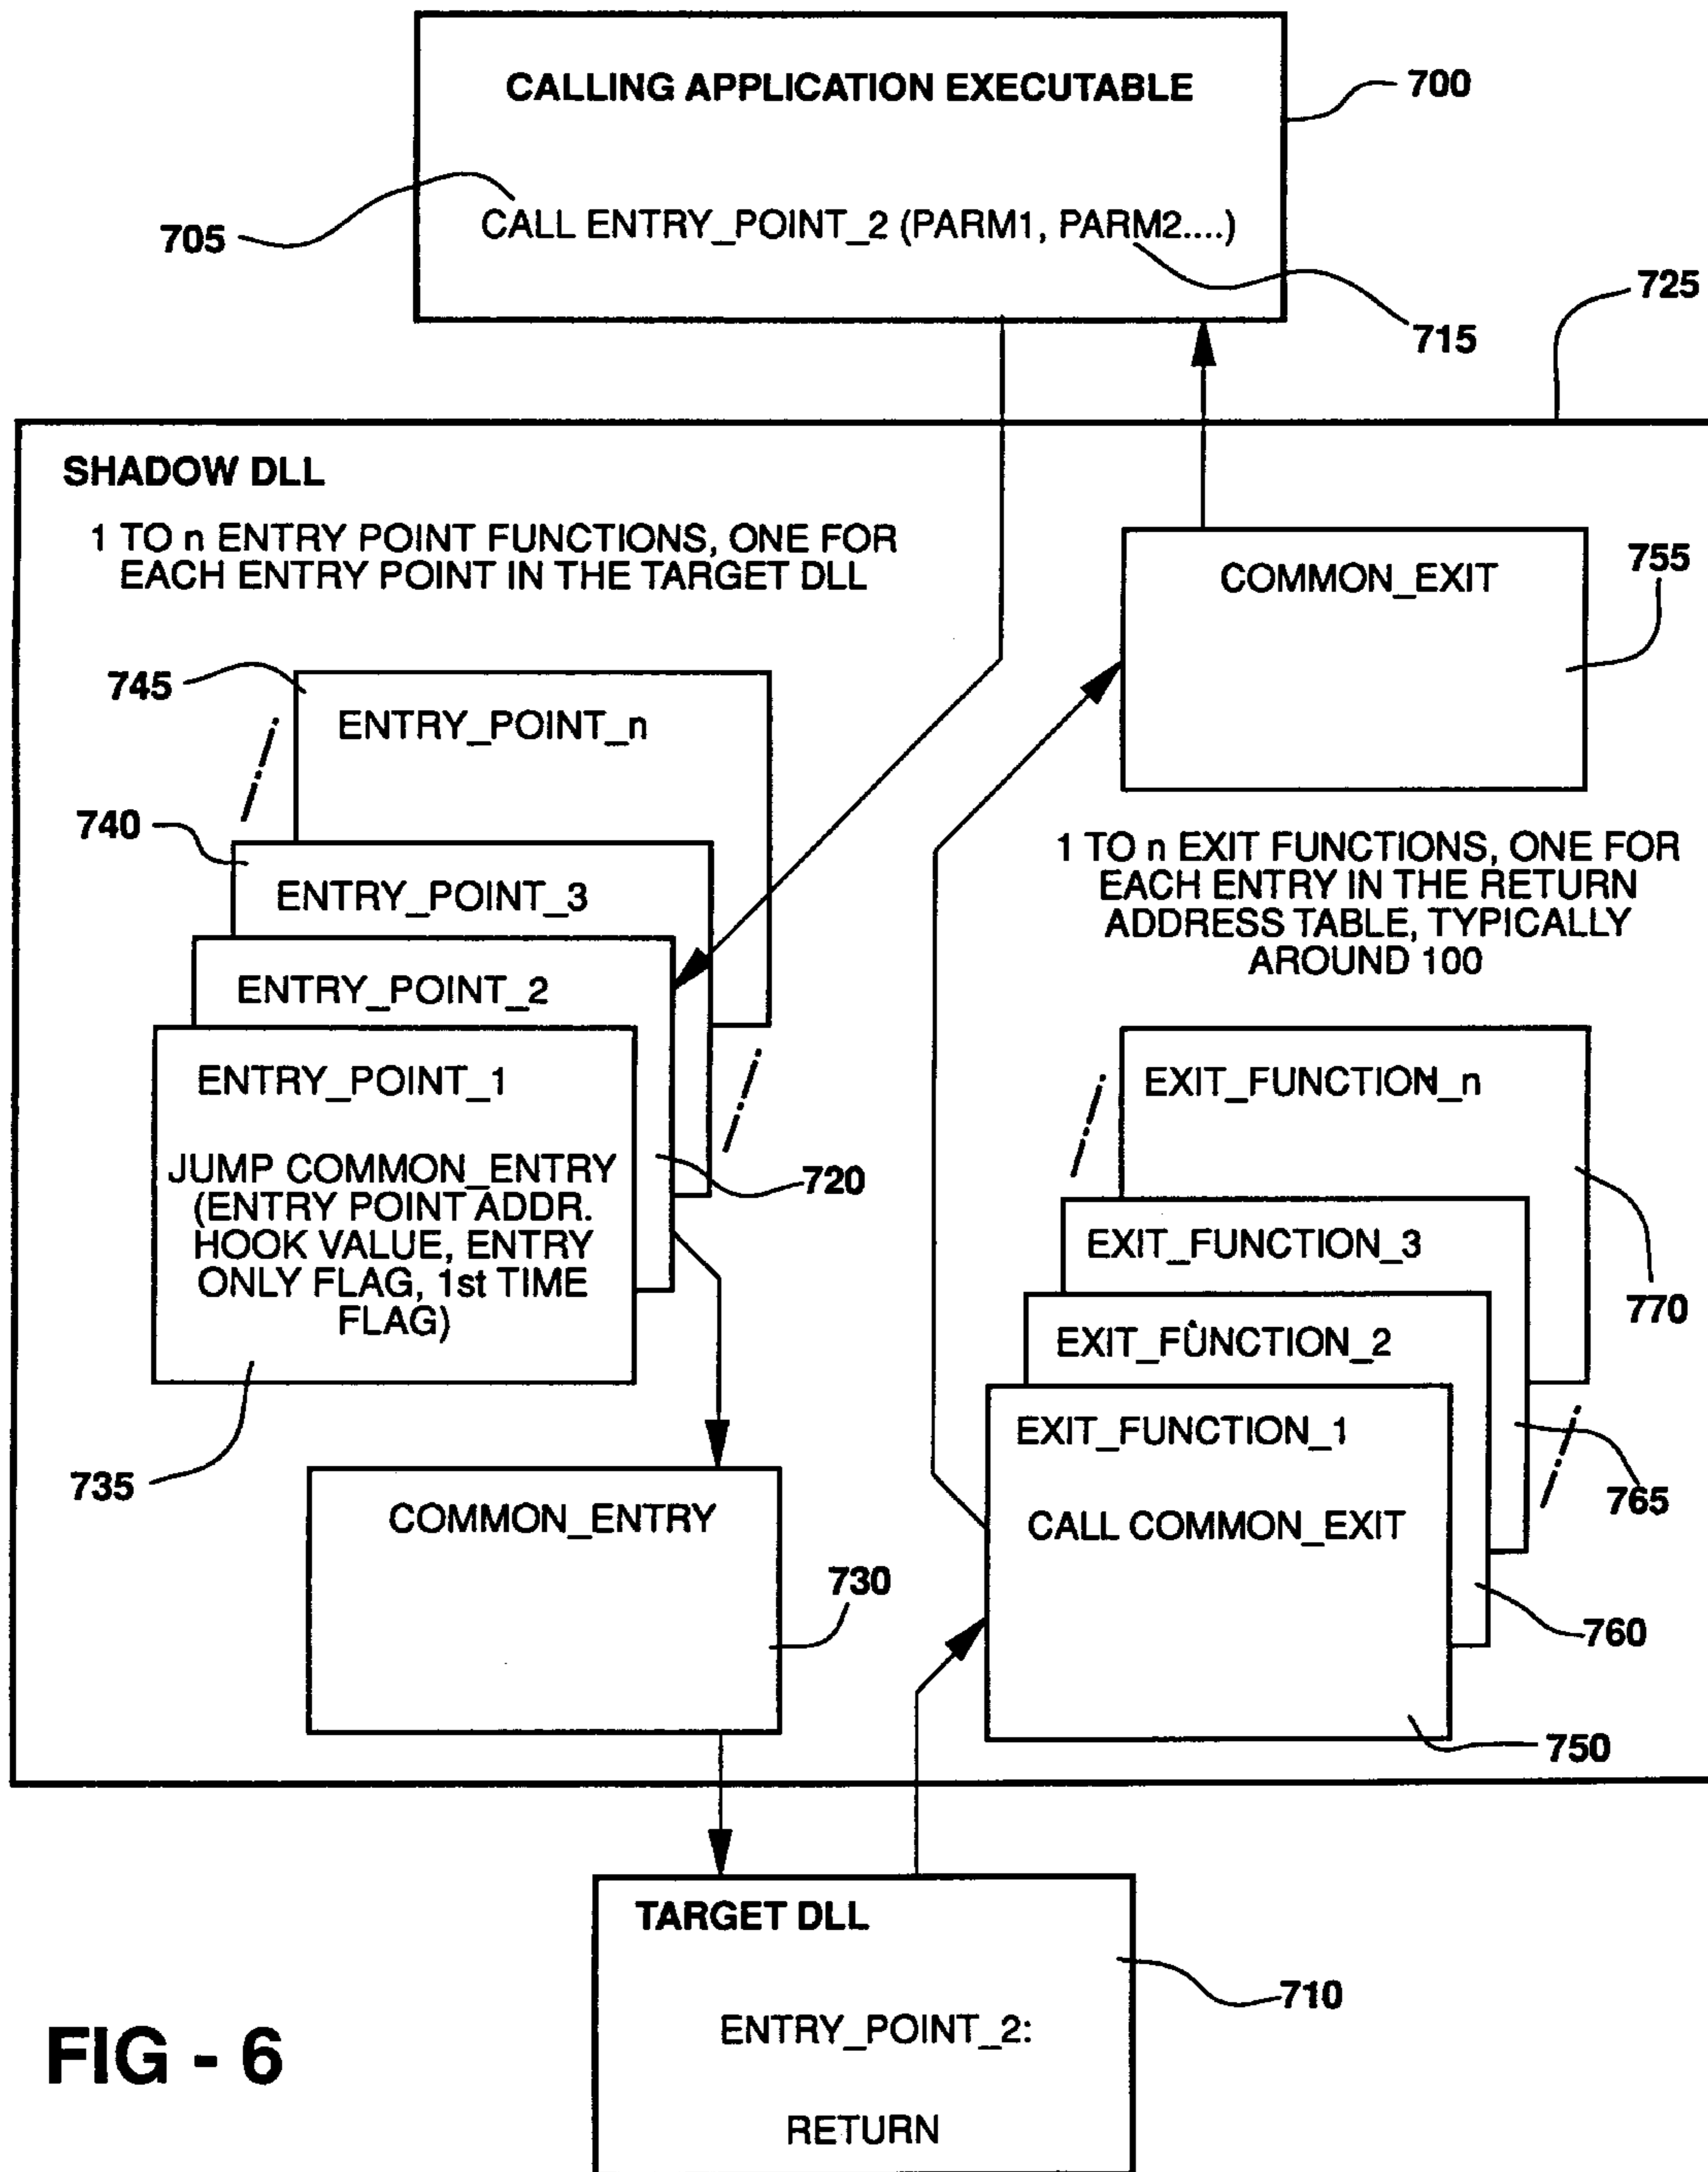 CALLING APPLICATION EXECUTABLE
700
705
CALL ENTRY_POINT_2 (PARM1, PARM2....)
715
725
SHADOW DLL
1 TO n ENTRY POINT FUNCTIONS, ONE FOR
EACH ENTRY POINT IN THE TARGET DLL
COMMON_EXIT
755
745
ENTRY_POINT_n
740
ENTRY_POINT_3
ENTRY_POINT_2
ENTRY_POINT_1
JUMP COMMON_ENTRY
(ENTRY POINT ADDR.
HOOK VALUE, ENTRY
ONLY FLAG, 1st TIME
FLAG)
720
735
1 TO n EXIT FUNCTIONS, ONE FOR
EACH ENTRY IN THE RETURN
ADDRESS TABLE, TYPICALLY
AROUND 100
EXIT_FUNCTION_n
770
EXIT_FUNCTION_3
EXIT_FUNCTION_2
765
EXIT_FUNCTION_1
CALL COMMON_EXIT
760
750
COMMON_ENTRY
730
TARGET DLL
710
ENTRY_POINT_2:
RETURN
FIG - 6